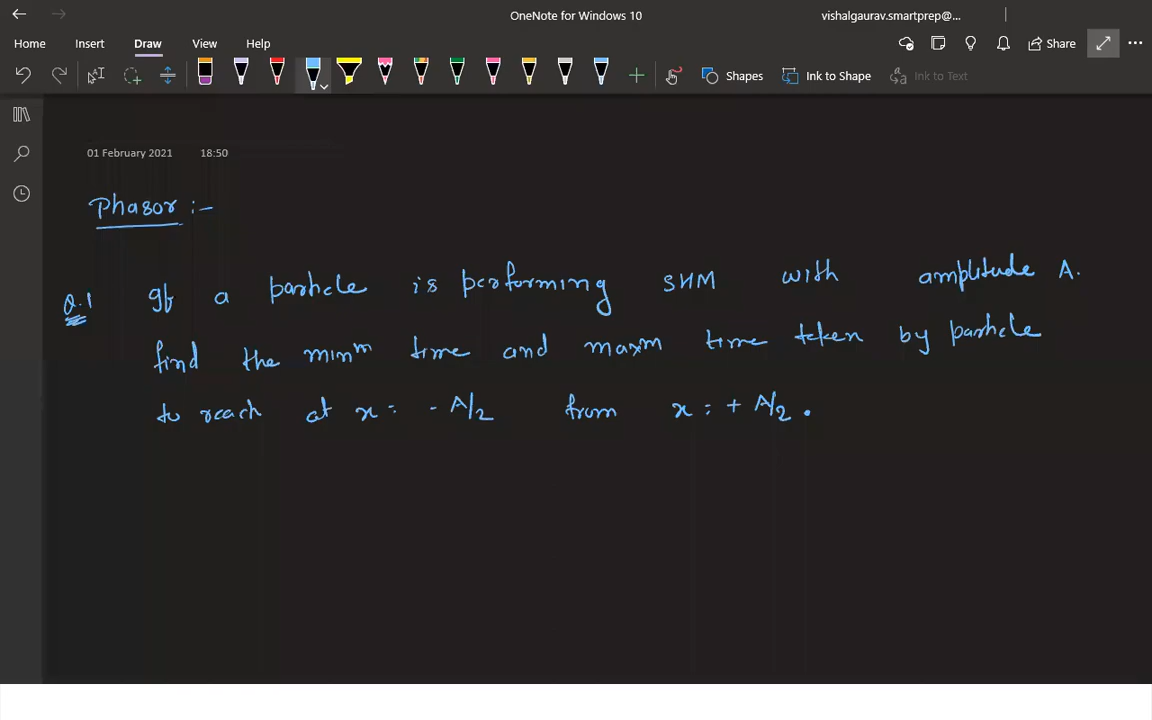 OneNote for Windows 10
vishalgaurav.smartprep@...
Home Insert Draw View Help
Share
Shapes Ink to Shape Ink to Text
01 February 2021 18:50
Phasor :-
Q.1 If a particle is performing SHM with amplitude A.
find the minm time and maxm time taken by particle
to reach at x = - A/2 from x = + A/2 .